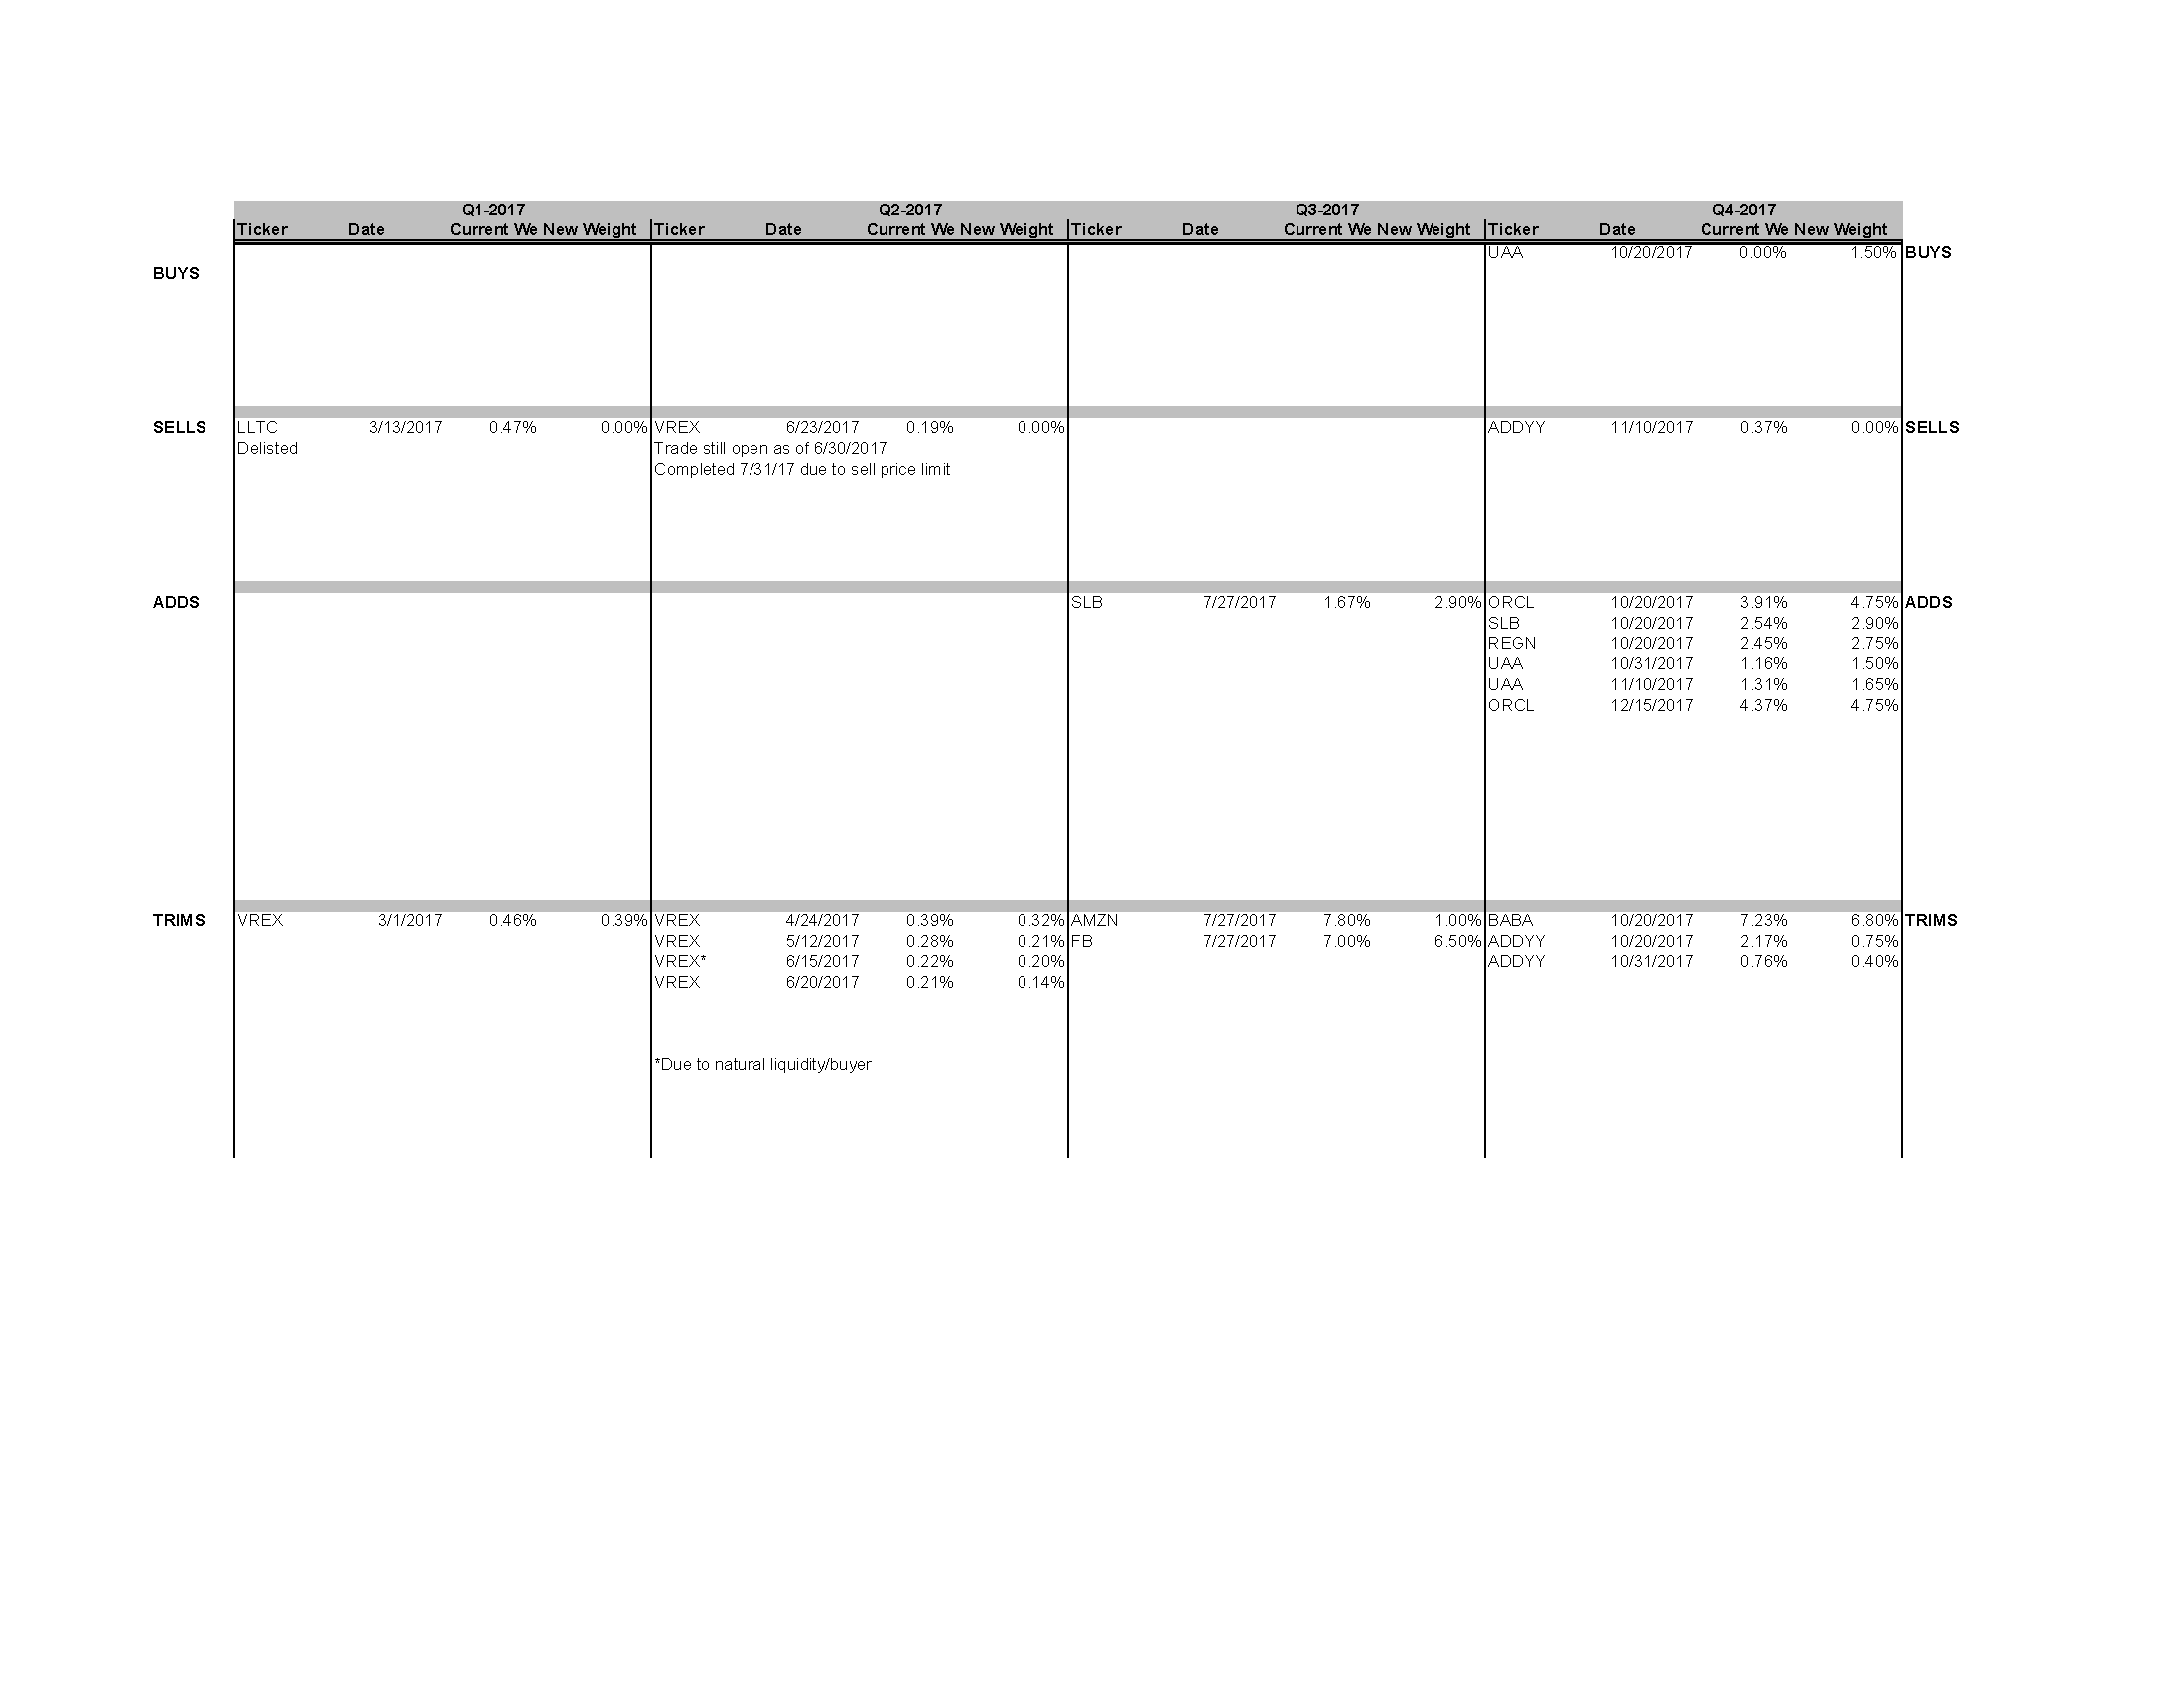 Q1-2017 Q2-2017 Q3-2017 Q4-2017
Ticker Date Current We New Weight Ticker Date Current We New Weight Ticker Date Current We New Weight Ticker Date Current We New Weight
UAA 10/20/2017 0.00% 1.50% BUYS
BUYS
SELLS LLTC 3/13/2017 0.47% 0.00% VREX 6/23/2017 0.19% 0.00% ADDYY 11/10/2017 0.37% 0.00% SELLS
Delisted Trade still open as of 6/30/2017
Completed 7/31/17 due to sell price limit
ADDS SLB 7/27/2017 1.67% 2.90% ORCL 10/20/2017 3.91% 4.75% ADDS
SLB 10/20/2017 2.54% 2.90%
REGN 10/20/2017 2.45% 2.75%
UAA 10/31/2017 1.16% 1.50%
UAA 11/10/2017 1.31% 1.65%
ORCL 12/15/2017 4.37% 4.75%
TRIMS VREX 3/1/2017 0.46% 0.39% VREX 4/24/2017 0.39% 0.32% AMZN 7/27/2017 7.80% 1.00% BABA 10/20/2017 7.23% 6.80% TRIMS
VREX 5/12/2017 0.28% 0.21% FB 7/27/2017 7.00% 6.50% ADDYY 10/20/2017 2.17% 0.75%
VREX* 6/15/2017 0.22% 0.20% ADDYY 10/31/2017 0.76% 0.40%
VREX 6/20/2017 0.21% 0.14%
*Due to natural liquidity/buyer